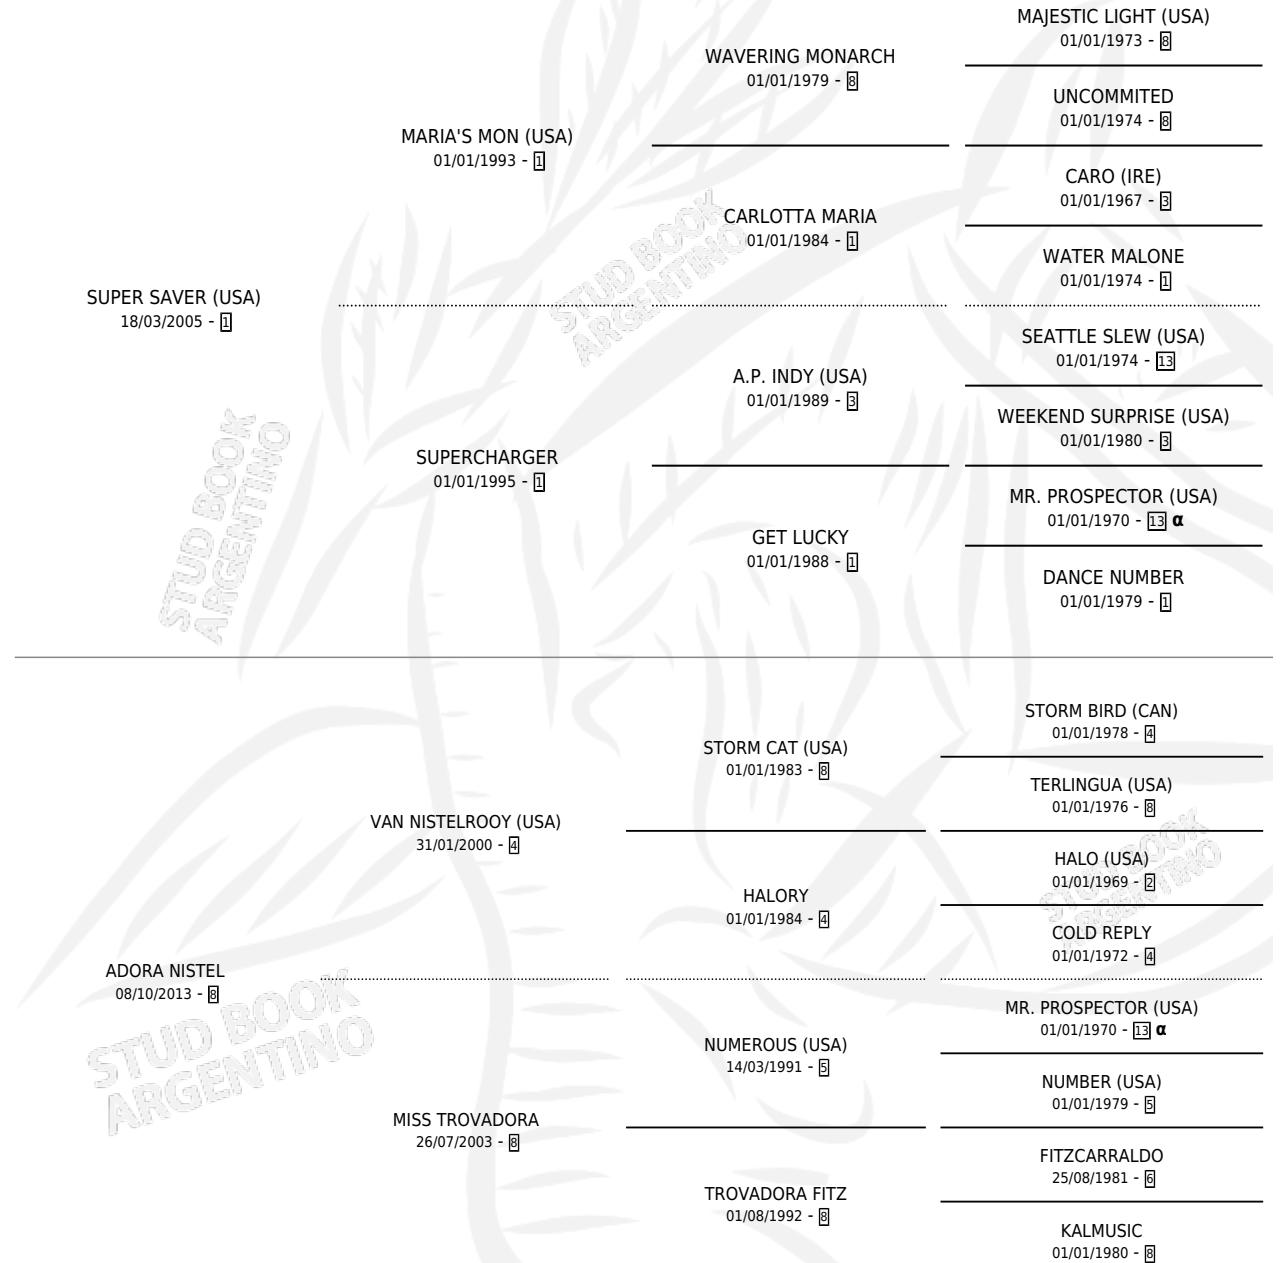 MAJESTIC LIGHT (USA)
01/01/1973 - 8
WAVERING MONARCH
01/01/1979 - 8
UNCOMMITED
01/01/1974 - 8
MARIA'S MON (USA)
01/01/1993 - 1
CARO (IRE)
01/01/1967 - 3
CARLOTTA MARIA
01/01/1984 - 1
WATER MALONE
01/01/1974 - 1
SUPER SAVER (USA)
18/03/2005 - 1
SEATTLE SLEW (USA)
01/01/1974 - 13
A.P. INDY (USA)
01/01/1989 - 3
WEEKEND SURPRISE (USA)
01/01/1980 - 3
SUPERCHARGER
01/01/1995 - 1
MR. PROSPECTOR (USA)
01/01/1970 - 13 α
GET LUCKY
01/01/1988 - 1
DANCE NUMBER
01/01/1979 - 1
STORM BIRD (CAN)
01/01/1978 - 4
STORM CAT (USA)
01/01/1983 - 8
TERLINGUA (USA)
01/01/1976 - 8
VAN NISTELROOY (USA)
31/01/2000 - 4
HALO (USA)
01/01/1969 - 2
HALORY
01/01/1984 - 4
COLD REPLY
01/01/1972 - 4
ADORA NISTEL
08/10/2013 - 8
MR. PROSPECTOR (USA)
01/01/1970 - 13 α
NUMEROUS (USA)
14/03/1991 - 5
NUMBER (USA)
01/01/1979 - 5
MISS TROVADORA
26/07/2003 - 8
FITZCARRALDO
25/08/1981 - 6
TROVADORA FITZ
01/08/1992 - 8
KALMUSIC
01/01/1980 - 8
STUD BOOK
ARGENTINO
STUD BOOK
ARGENTINO
STUD BOOK
ARGENTINO
STUD BOOK
ARGENTINO